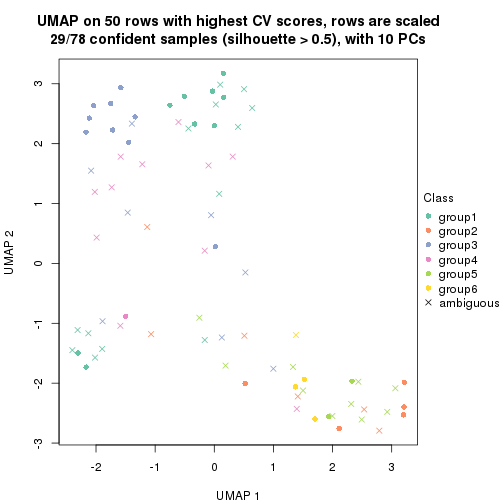 UMAP on 50 rows with highest CV scores, rows are scaled
29/78 confident samples (silhouette > 0.5), with 10 PCs
3
2
1
0
-1
-2
-3
UMAP 2
-2
-1
0
1
2
3
UMAP 1
Class
group1
group2
group3
group4
group5
group6
ambiguous